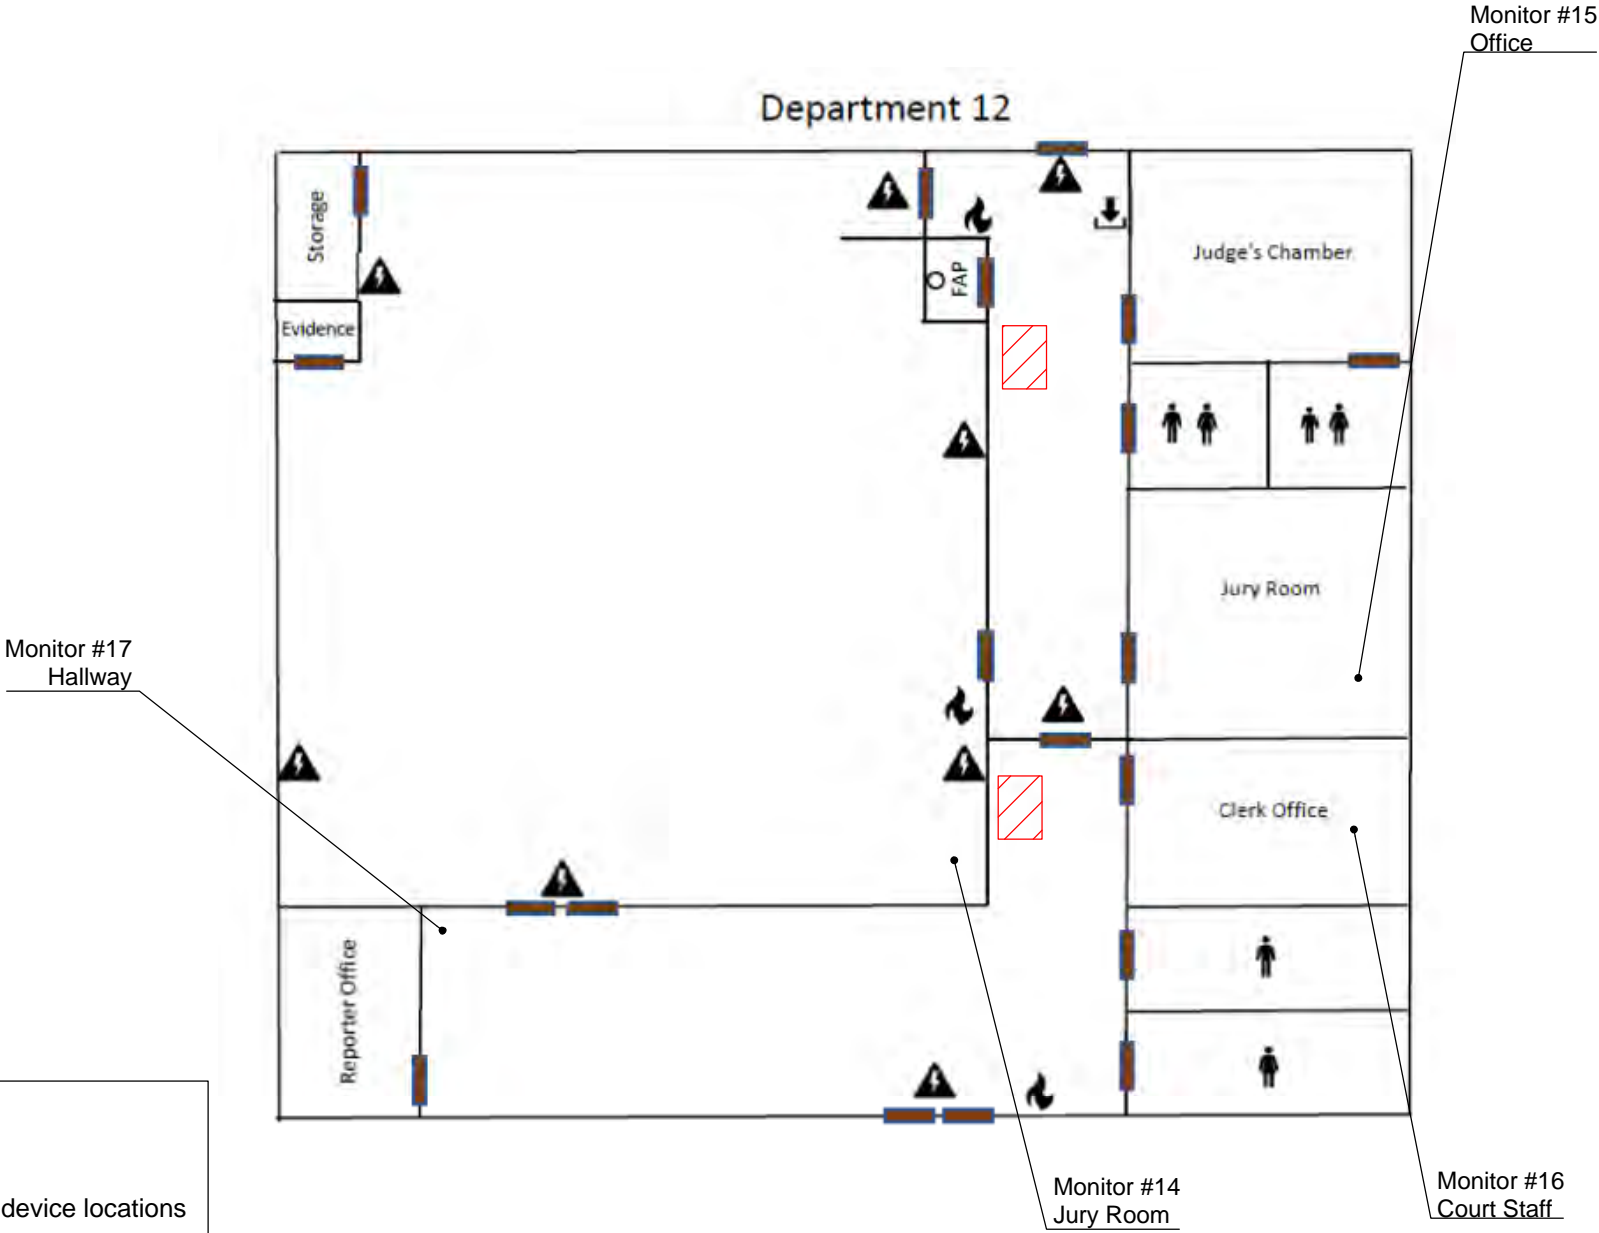 Monitor #15
Office
Department 12
Storage
Judge's Chamber
FAP
Evidence
Jury Room
Monitor #17
Hallway
Clerk Office
Reporter Office
Monitor #14
Jury Room
Monitor #16
Court Staff
device locations